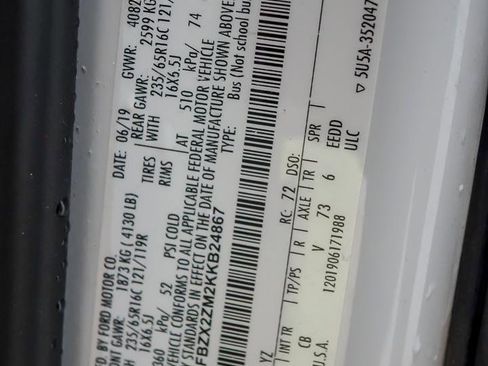 BY FORD MOTOR CO.
DATE: 06/19 GVWR: 4082
NT GAWR: 1873 KG ( 4130 LB) REAR GAWR: 2599 KG
H 235/65R16C 121/119R TIRES WITH 235/65R16C 121/
16X6.5J RIMS 16X6.5J
360 kPa/ 52 PSI COLD AT 510 kPa/ 74
VEHICLE CONFORMS TO ALL APPLICABLE FEDERAL MOTOR VEHICLE
Y STANDARDS IN EFFECT ON THE DATE OF MANUFACTURE SHOWN ABOVE
FBZX2ZM2KKB24867 TYPE: Bus (Not school bus
YZ RC: 72 DSO:
INT TR TP/PS R AXLE TR SPR
CB V 73 6 EEDD
U.S.A. 1201906171988 ULC
▽ 5U5A-352047